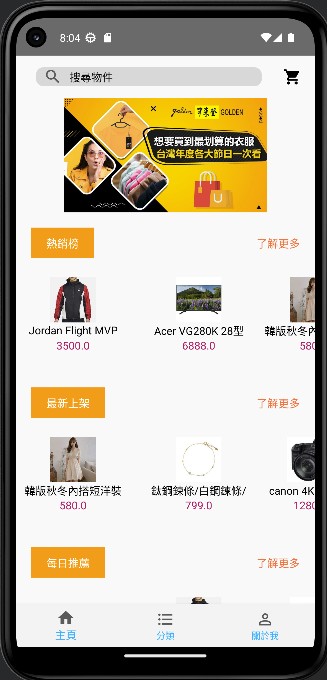 8:04
搜尋物件
GOLDEN
想要買到最划算的衣服
台灣年度各大節日一次看
熱銷榜
了解更多
Jordan Flight MVP
Acer VG280K 28型
韓版秋冬內
3500.0
6888.0
580
最新上架
了解更多
韓版秋冬內搭短洋裝
鈦鋼鍊條/白鋼鍊條/
canon 4K
580.0
799.0
1280
每日推薦
了解更多
主頁
分類
關於我